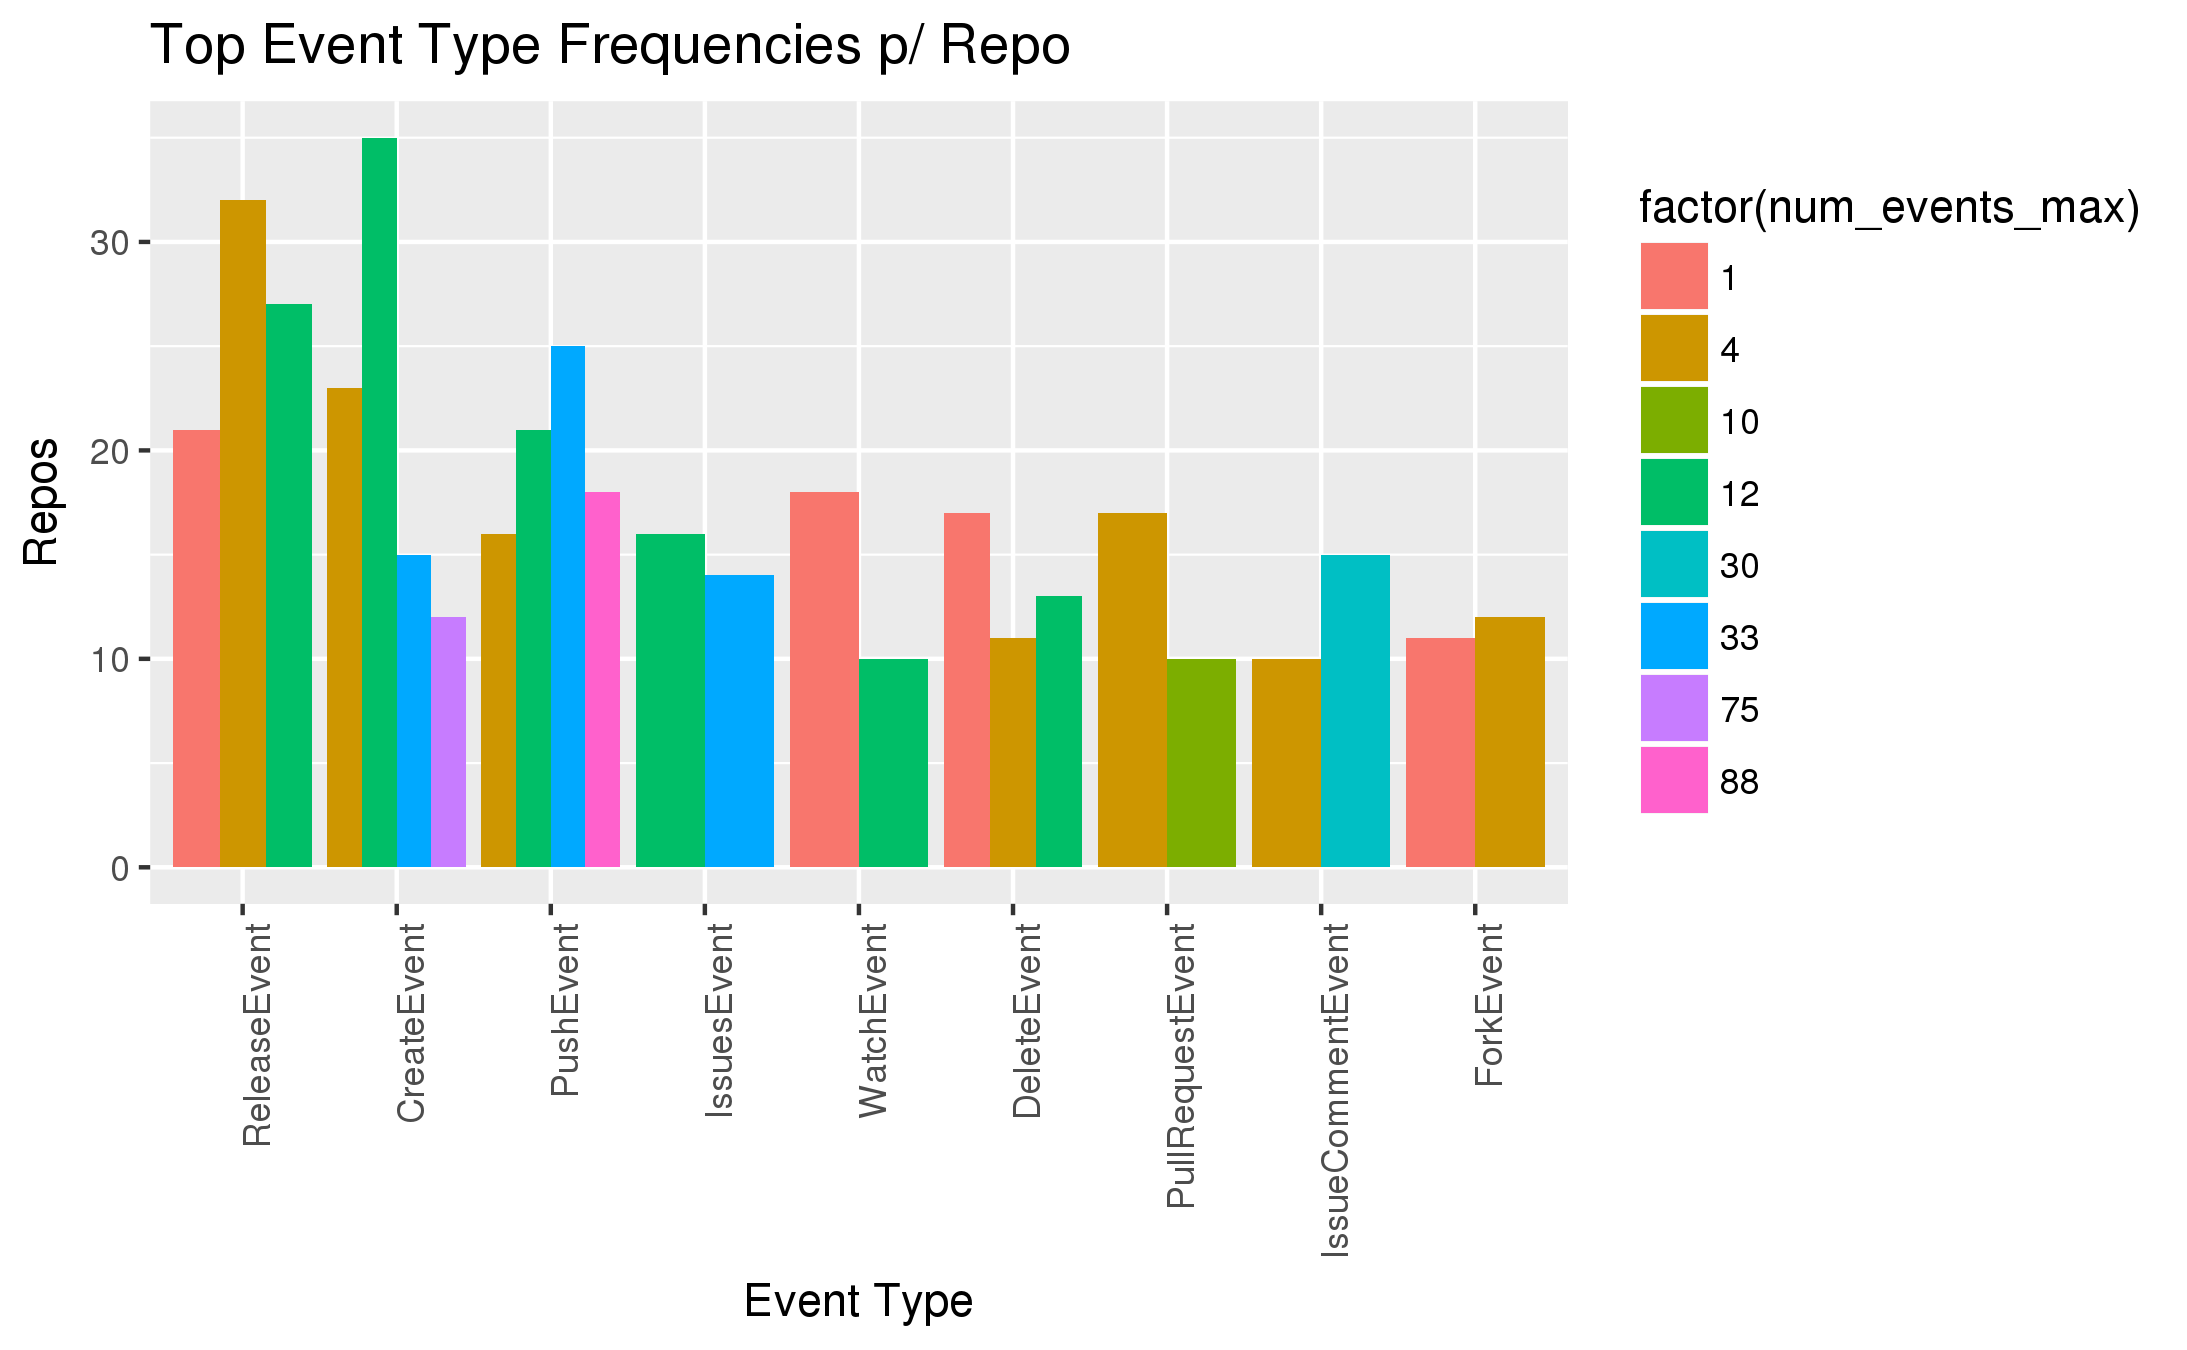 Top Event Type Frequencies p/ Repo
Repos
30
20
10
0
ReleaseEvent
CreateEvent
PushEvent
IssuesEvent
WatchEvent
DeleteEvent
PullRequestEvent
IssueCommentEvent
ForkEvent
Event Type
factor(num_events_max)
1
4
10
12
30
33
75
88